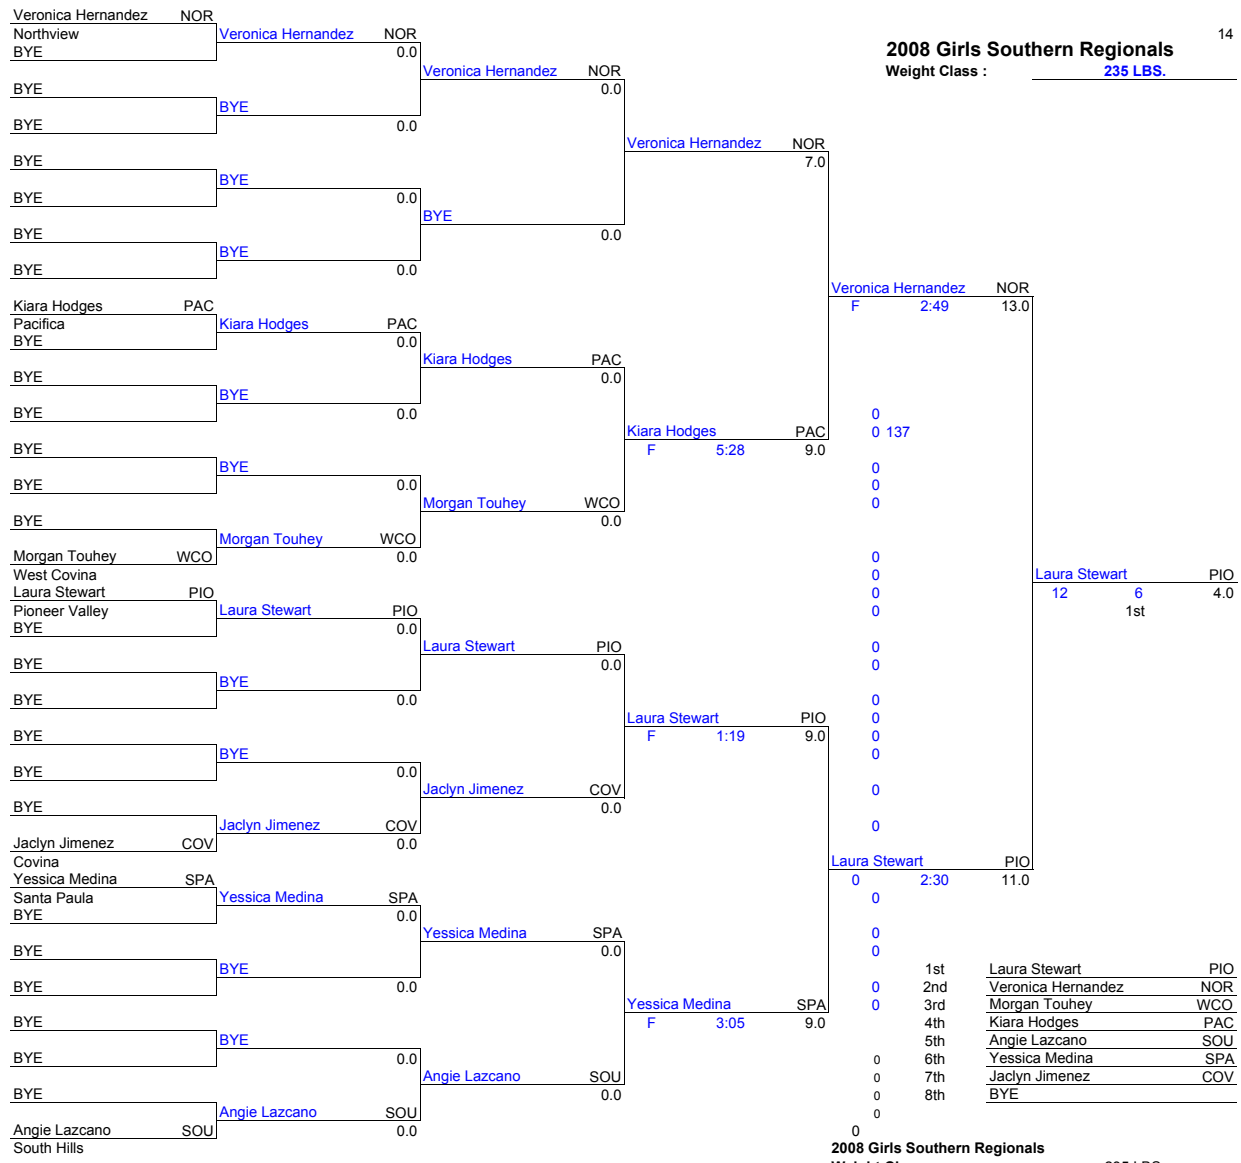 Veronica Hernandez NOR
Northview Veronica Hernandez NOR 14
BYE 0.0 2008 Girls Southern Regionals
Veronica Hernandez NOR Weight Class : 235 LBS.
BYE 0.0
BYE
BYE 0.0
Veronica Hernandez NOR
BYE 7.0
BYE
BYE 0.0
BYE
BYE 0.0
BYE
BYE 0.0
Veronica Hernandez NOR
Kiara Hodges PAC F 2:49 13.0
Pacifica Kiara Hodges PAC
BYE 0.0
Kiara Hodges PAC
BYE 0.0
BYE
BYE 0.0 0
Kiara Hodges PAC 0 137
BYE F 5:28 9.0
BYE 0
BYE 0.0 0
Morgan Touhey WCO 0
BYE 0.0
Morgan Touhey WCO
Morgan Touhey WCO 0.0 0
West Covina 0 Laura Stewart PIO
Laura Stewart PIO 0 12 6 4.0
Pioneer Valley Laura Stewart PIO 0 1st
BYE 0.0
Laura Stewart PIO 0
BYE 0.0 0
BYE
BYE 0.0 0
Laura Stewart PIO 0
BYE F 1:19 9.0 0
BYE 0
BYE 0.0
Jaclyn Jimenez COV 0
BYE 0.0
Jaclyn Jimenez COV 0
Jaclyn Jimenez COV 0.0
Covina Laura Stewart PIO
Yessica Medina SPA 0 2:30 11.0
Santa Paula Yessica Medina SPA 0
BYE 0.0
Yessica Medina SPA 0
BYE 0.0 0
BYE 1st Laura Stewart PIO
BYE 0.0 0 2nd Veronica Hernandez NOR
Yessica Medina SPA 0 3rd Morgan Touhey WCO
BYE F 3:05 9.0 4th Kiara Hodges PAC
BYE 5th Angie Lazcano SOU
BYE 0.0 0 6th Yessica Medina SPA
Angie Lazcano SOU 0 7th Jaclyn Jimenez COV
BYE 0.0 0 8th BYE
Angie Lazcano SOU 0
Angie Lazcano SOU 0.0 0
South Hills 2008 Girls Southern Regionals